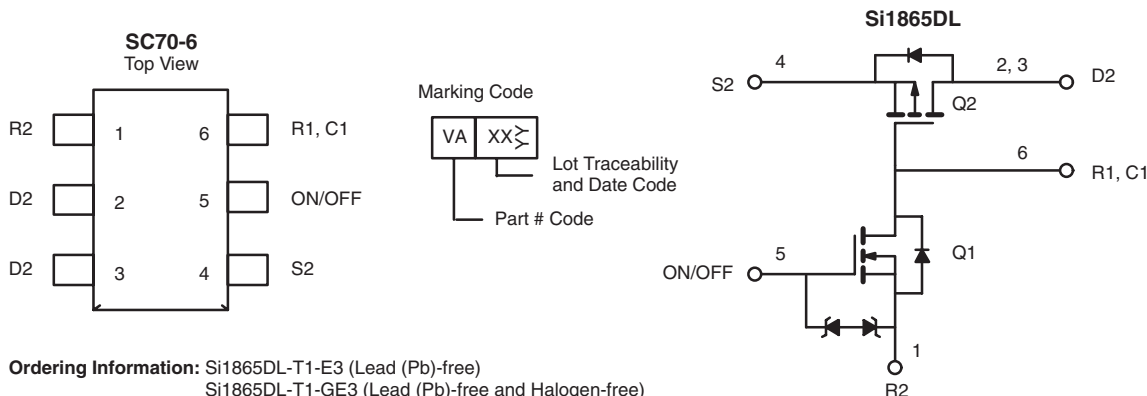 SC70-6
Top View
R2 1 6 R1, C1
D2 2 5 ON/OFF
D2 3 4 S2
Marking Code
VA XX YY
Lot Traceability
and Date Code
Part # Code
Si1865DL
4 2, 3
S2 D2
Q2
6
R1, C1
Q1
5
ON/OFF
1
R2
Ordering Information: Si1865DL-T1-E3 (Lead (Pb)-free)
Si1865DL-T1-GE3 (Lead (Pb)-free and Halogen-free)